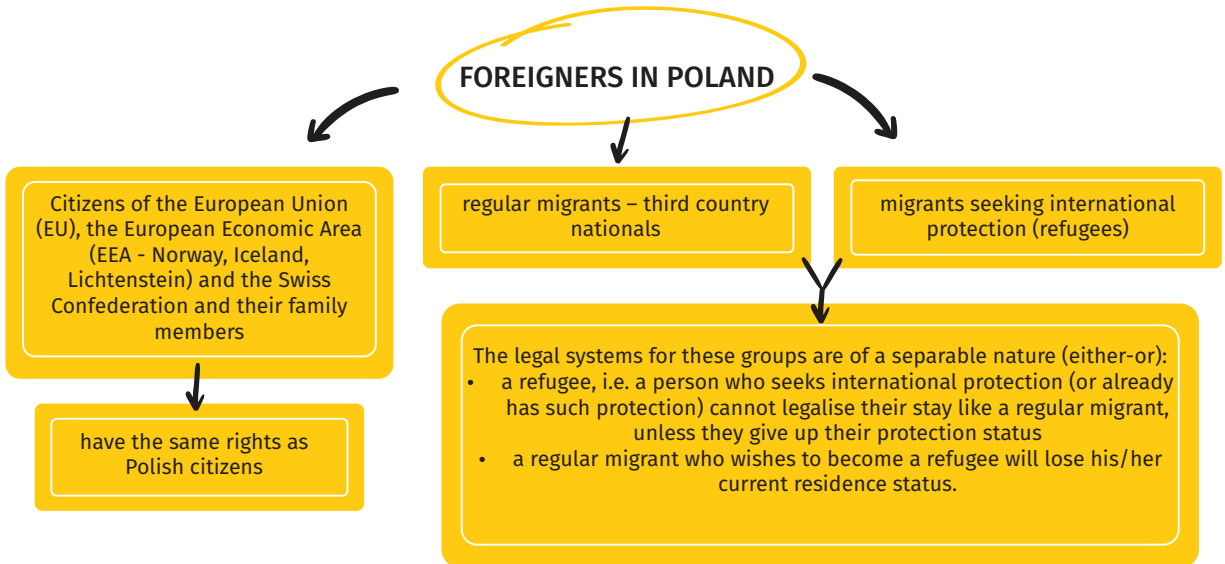 FOREIGNERS IN POLAND
Citizens of the European Union
(EU), the European Economic Area
(EEA - Norway, Iceland,
Lichtenstein) and the Swiss
Confederation and their family
members
have the same rights as
Polish citizens
regular migrants – third country
nationals
migrants seeking international
protection (refugees)
The legal systems for these groups are of a separable nature (either-or):
• a refugee, i.e. a person who seeks international protection (or already
has such protection) cannot legalise their stay like a regular migrant,
unless they give up their protection status
• a regular migrant who wishes to become a refugee will lose his/her
current residence status.